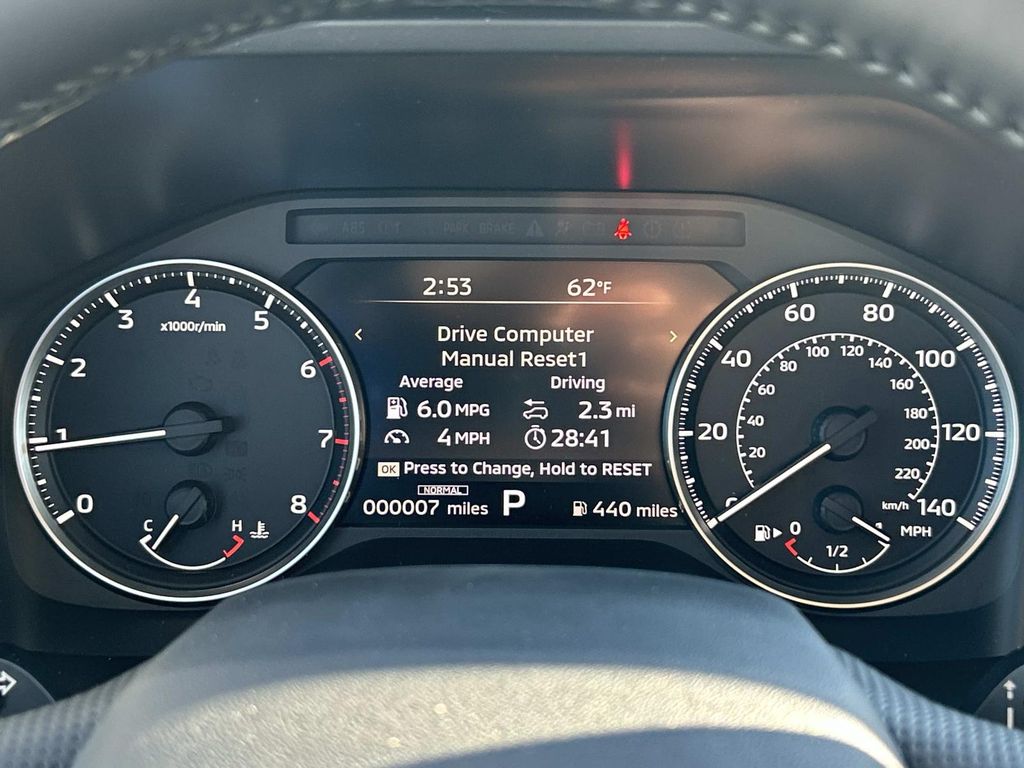 ABS
PARK BRAKE
2:53 62°F
< >
Drive Computer
Manual Reset1
Average Driving
6.0 MPG 2.3 mi
4 MPH 28:41
OK Press to Change, Hold to RESET
NORMAL
000007 miles P 440 miles
x1000r/min
0 1 2 3 4 5 6 7 8
C H
20 40 60 80 100 120 140
MPH
20 40 60 80 100 120 140 160 180 200 220
km/h
0 1/2 1